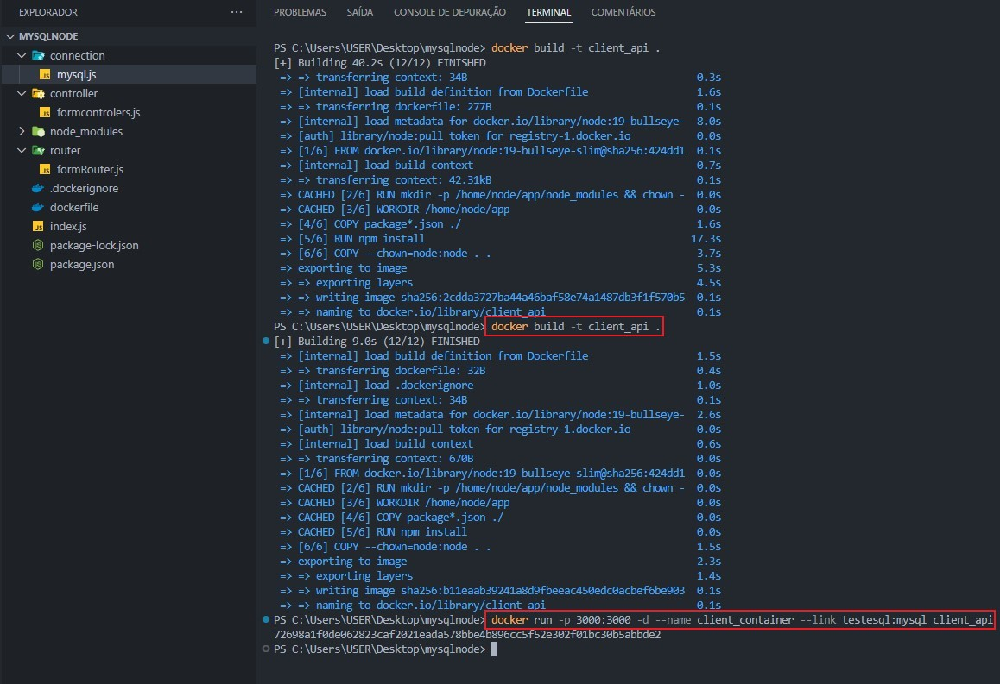 EXPLORADOR
...
MYSQLNODE
connection
mysql.js
controller
formcontrolers.js
node_modules
router
formRouter.js
.dockerignore
dockerfile
index.js
package-lock.json
package.json
PROBLEMAS SAÍDA CONSOLE DE DEPURAÇÃO TERMINAL COMENTÁRIOS
PS C:\Users\USER\Desktop\mysqlnode> docker build -t client_api .
[+] Building 40.2s (12/12) FINISHED
=> => transferring context: 34B 0.3s
=> [internal] load build definition from Dockerfile 1.6s
=> => transferring dockerfile: 277B 0.1s
=> [internal] load metadata for docker.io/library/node:19-bullseye- 8.0s
=> [auth] library/node:pull token for registry-1.docker.io 0.0s
=> [1/6] FROM docker.io/library/node:19-bullseye-slim@sha256:424dd1 0.1s
=> [internal] load build context 0.7s
=> => transferring context: 42.31kB 0.1s
=> CACHED [2/6] RUN mkdir -p /home/node/app/node_modules && chown - 0.0s
=> CACHED [3/6] WORKDIR /home/node/app 0.0s
=> [4/6] COPY package*.json ./ 1.6s
=> [5/6] RUN npm install 17.3s
=> [6/6] COPY --chown=node:node . . 3.7s
=> exporting to image 5.3s
=> => exporting layers 4.5s
=> => writing image sha256:2cdda3727ba44a46baf58e74a1487db3f1f570b5 0.1s
=> => naming to docker.io/library/client_api 0.1s
PS C:\Users\USER\Desktop\mysqlnode> docker build -t client_api .
[+] Building 9.0s (12/12) FINISHED
=> [internal] load build definition from Dockerfile 1.5s
=> => transferring dockerfile: 32B 0.4s
=> [internal] load .dockerignore 1.0s
=> => transferring context: 34B 0.1s
=> [internal] load metadata for docker.io/library/node:19-bullseye- 2.6s
=> [auth] library/node:pull token for registry-1.docker.io 0.0s
=> [internal] load build context 0.6s
=> => transferring context: 670B 0.0s
=> [1/6] FROM docker.io/library/node:19-bullseye-slim@sha256:424dd1 0.0s
=> CACHED [2/6] RUN mkdir -p /home/node/app/node_modules && chown - 0.0s
=> CACHED [3/6] WORKDIR /home/node/app 0.0s
=> CACHED [4/6] COPY package*.json ./ 0.0s
=> CACHED [5/6] RUN npm install 0.0s
=> [6/6] COPY --chown=node:node . . 1.5s
=> exporting to image 2.3s
=> => exporting layers 1.4s
=> => writing image sha256:b11eaab39241a8d9fbeeac450edc0acbef6be903 0.1s
=> => naming to docker.io/library/client_api 0.1s
PS C:\Users\USER\Desktop\mysqlnode> docker run -p 3000:3000 -d --name client_container --link testesql:mysql client_api
72698a1f0de062823caf2021eada578bbe4b896cc5f52e302f01bc30b5abbde2
PS C:\Users\USER\Desktop\mysqlnode>